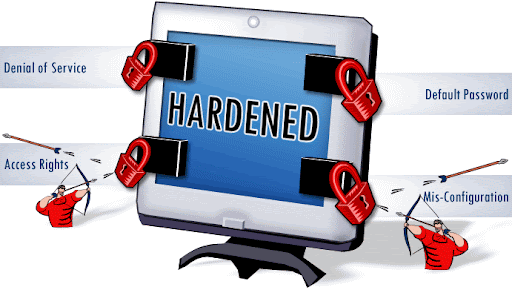 Denial of Service
Default Password
HARDENED
Access Rights
Mis-Configuration